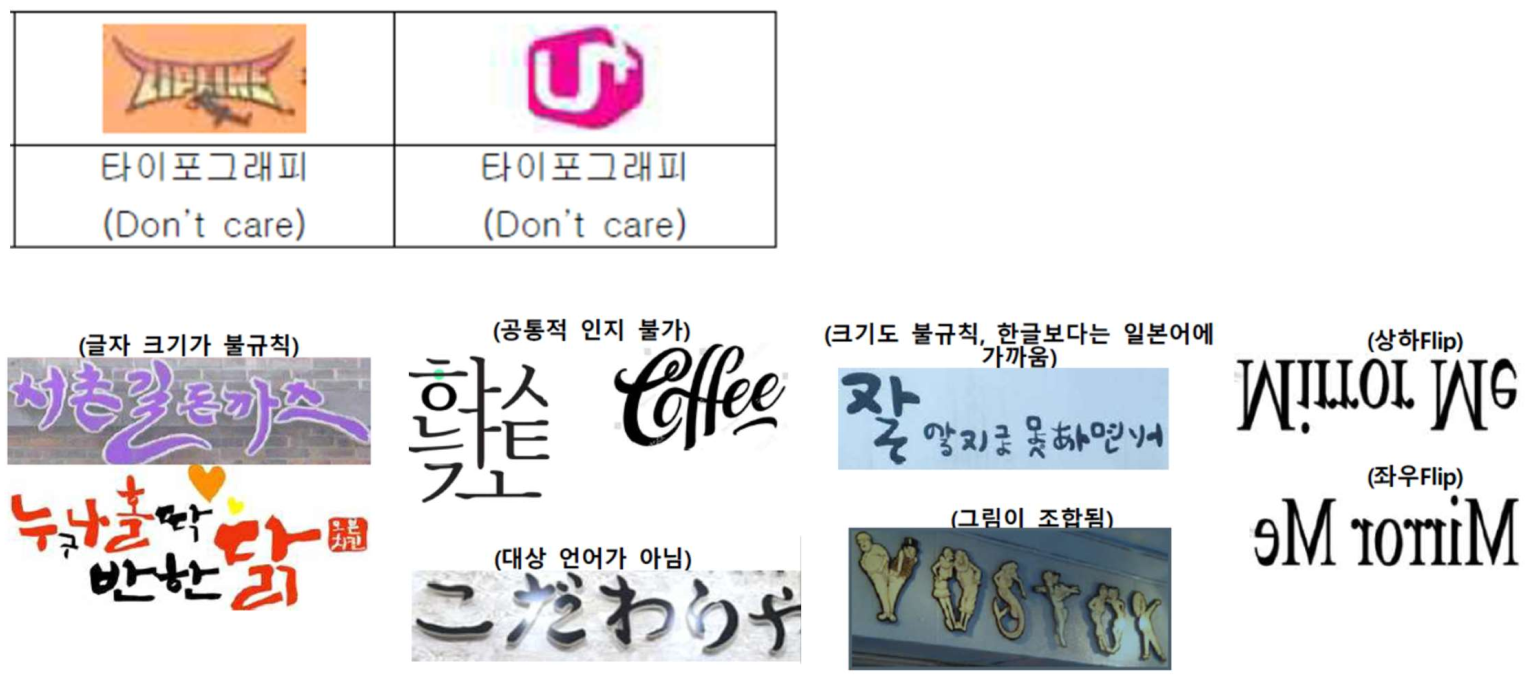 ZIPLINE
U+
타이포그래피
(Don't care)
타이포그래피
(Don't care)
(글자 크기가 불규칙)
서촌길돈까스
누구나홀딱
반한닭
오븐
치킨
(공통적 인지 불가)
Coffee
(대상 언어가 아님)
こだわりや
(크기도 불규칙, 한글보다는 일본어에
가까움)
잘
알지도 못하면서
(그림이 조합됨)
(상하Flip)
Mirror Me
(좌우Flip)
Mirror Me